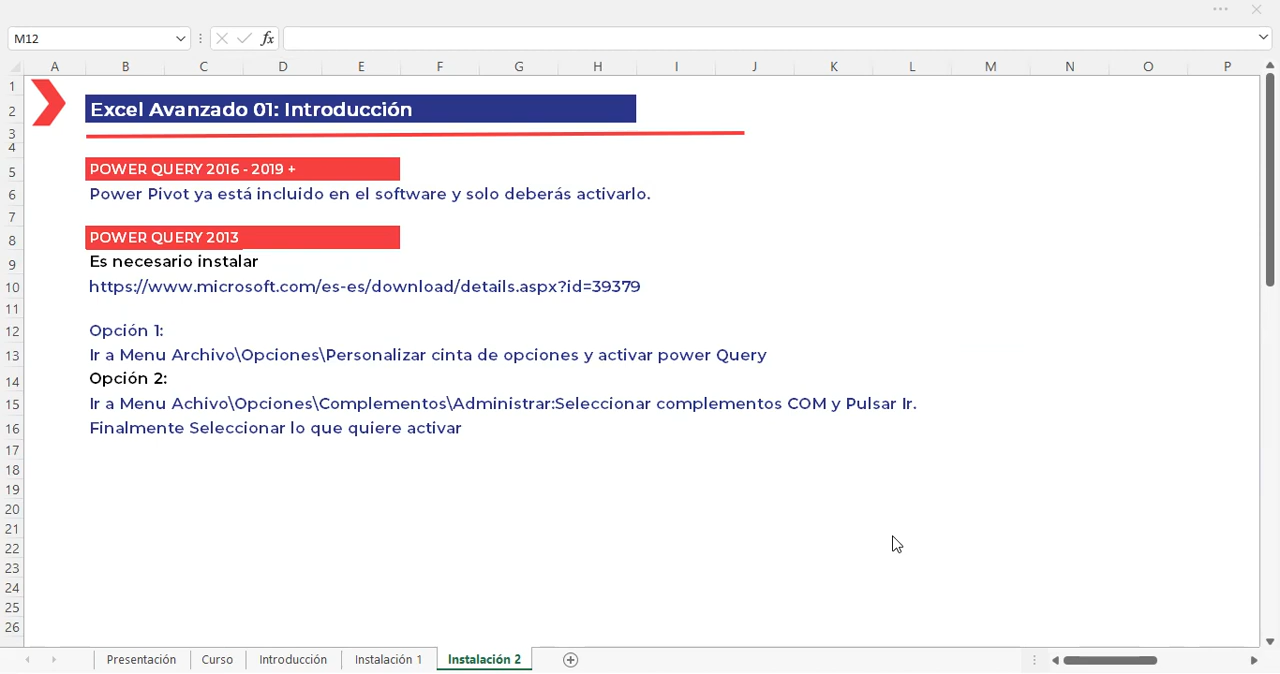 M12
fx
A B C D E F G H I J K L M N O P
1
2 Excel Avanzado 01: Introducción
3
4
5 POWER QUERY 2016 - 2019 +
6 Power Pivot ya está incluido en el software y solo deberás activarlo.
7
8 POWER QUERY 2013
9 Es necesario instalar
10 https://www.microsoft.com/es-es/download/details.aspx?id=39379
11
12 Opción 1:
13 Ir a Menu Archivo\Opciones\Personalizar cinta de opciones y activar power Query
14 Opción 2:
15 Ir a Menu Achivo\Opciones\Complementos\Administrar:Seleccionar complementos COM y Pulsar Ir.
16 Finalmente Seleccionar lo que quiere activar
17
18
19
20
21
22
23
24
25
26
Presentación Curso Introducción Instalación 1 Instalación 2